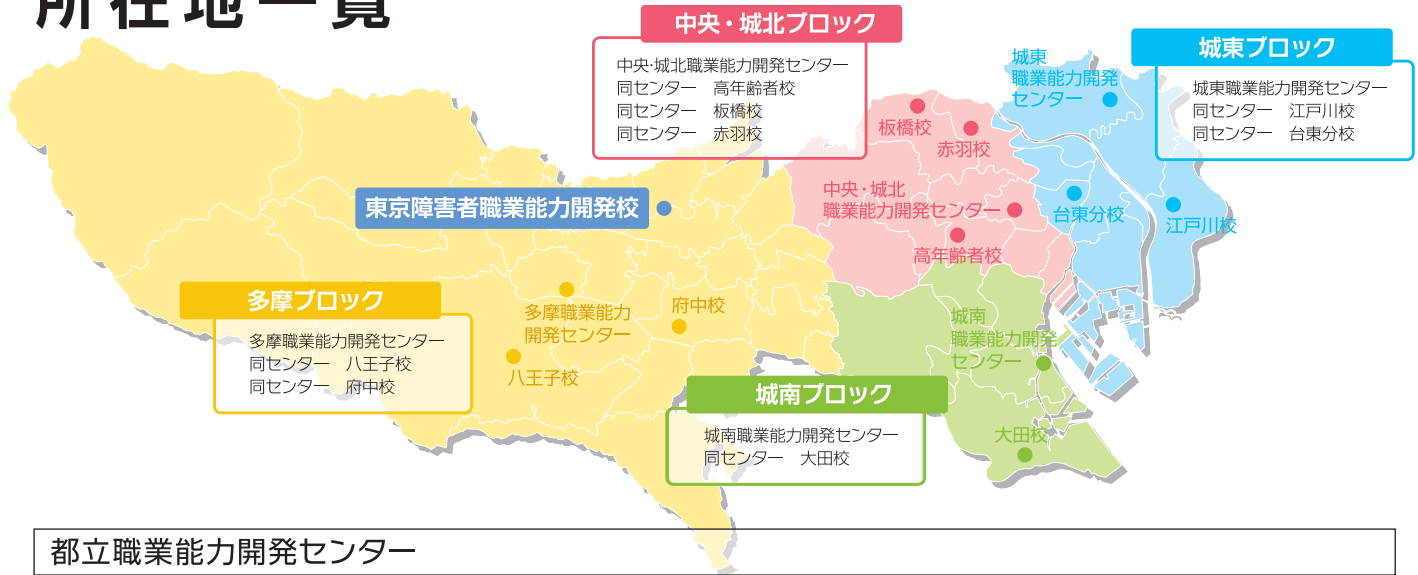 所在地一覧
中央・城北ブロック
中央・城北職業能力開発センター
同センター　高年齢者校
同センター　板橋校
同センター　赤羽校
城東ブロック
城東職業能力開発センター
同センター　江戸川校
同センター　台東分校
城東
職業能力開発
センター
板橋校
赤羽校
中央・城北
職業能力開発センター
高年齢者校
台東分校
江戸川校
東京障害者職業能力開発校
多摩ブロック
多摩職業能力開発センター
同センター　八王子校
同センター　府中校
多摩職業能力
開発センター
府中校
八王子校
城南ブロック
城南職業能力開発センター
同センター　大田校
城南
職業能力開発
センター
大田校
都立職業能力開発センター